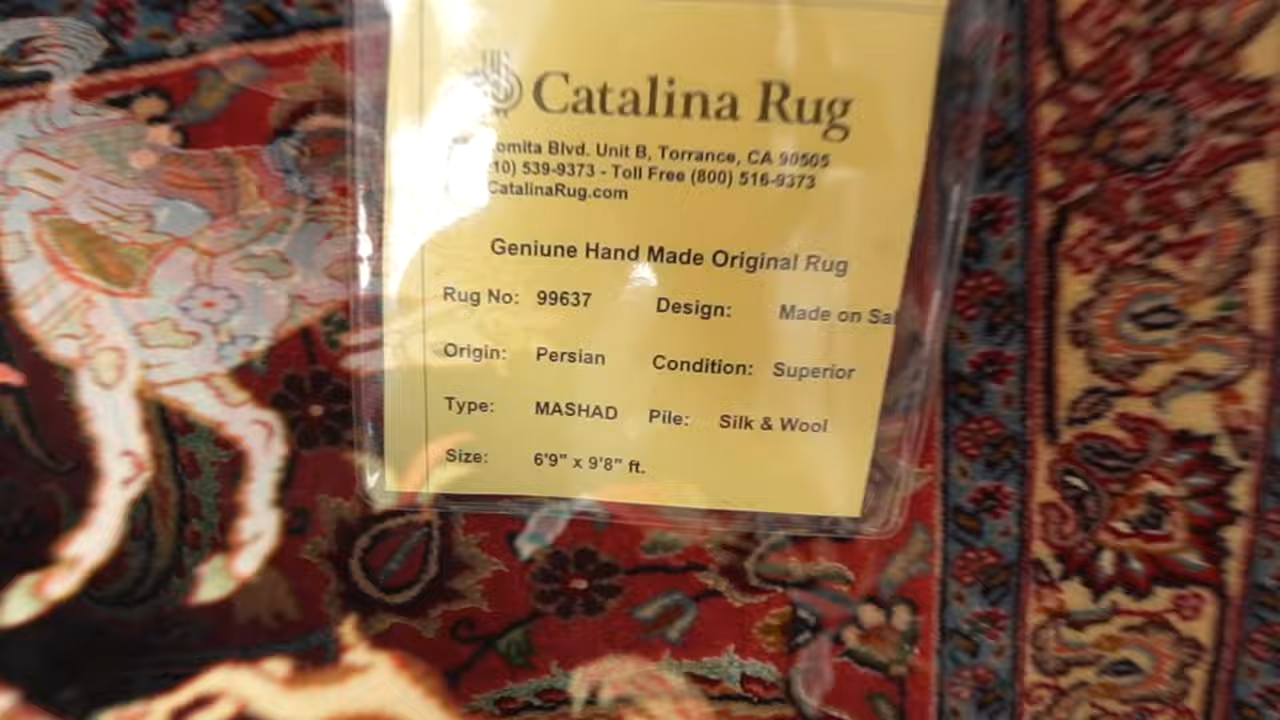 Catalina Rug
Blvd. Unit B, Torrance, CA 90505
539-9373 - Toll Free (800) 516-9373
CatalinaRug.com
Geniune Hand Made Original Rug
Rug No: 99637 Design: Made on
Origin: Persian Condition: Superior
Type: MASHAD Pile: Silk & Wool
Size: 6'9" x 9'8" ft.